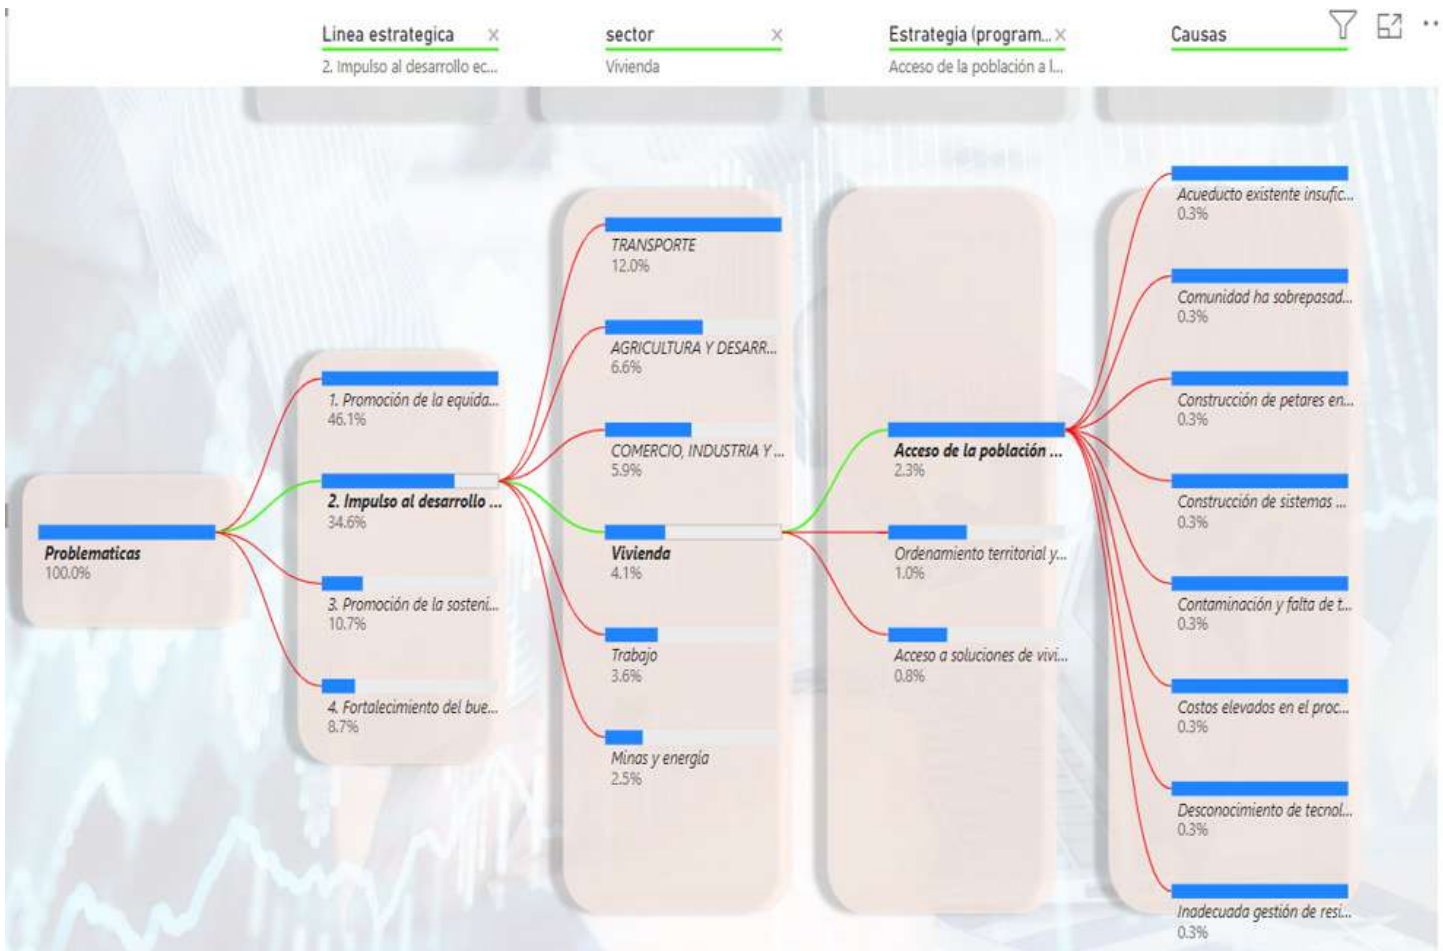 Linea estrategica ×
2. Impulso al desarrollo ec...
sector ×
Vivienda
Estrategia (program... ×
Acceso de la población a l...
Causas
Problematicas
100.0%
1. Promoción de la equida...
46.1%
2. Impulso al desarrollo ...
34.6%
3. Promoción de la sosteni...
10.7%
4. Fortalecimiento del bue...
8.7%
TRANSPORTE
12.0%
AGRICULTURA Y DESARR...
6.6%
COMERCIO, INDUSTRIA Y ...
5.9%
Vivienda
4.1%
Trabajo
3.6%
Minas y energía
2.5%
Acceso de la población ...
2.3%
Ordenamiento territorial y...
1.0%
Acceso a soluciones de vivi...
0.8%
Acueducto existente insufic...
0.3%
Comunidad ha sobrepasad...
0.3%
Construcción de petares en...
0.3%
Construcción de sistemas ...
0.3%
Contaminación y falta de t...
0.3%
Costos elevados en el proc...
0.3%
Desconocimiento de tecnol...
0.3%
Inadecuada gestión de resi...
0.3%